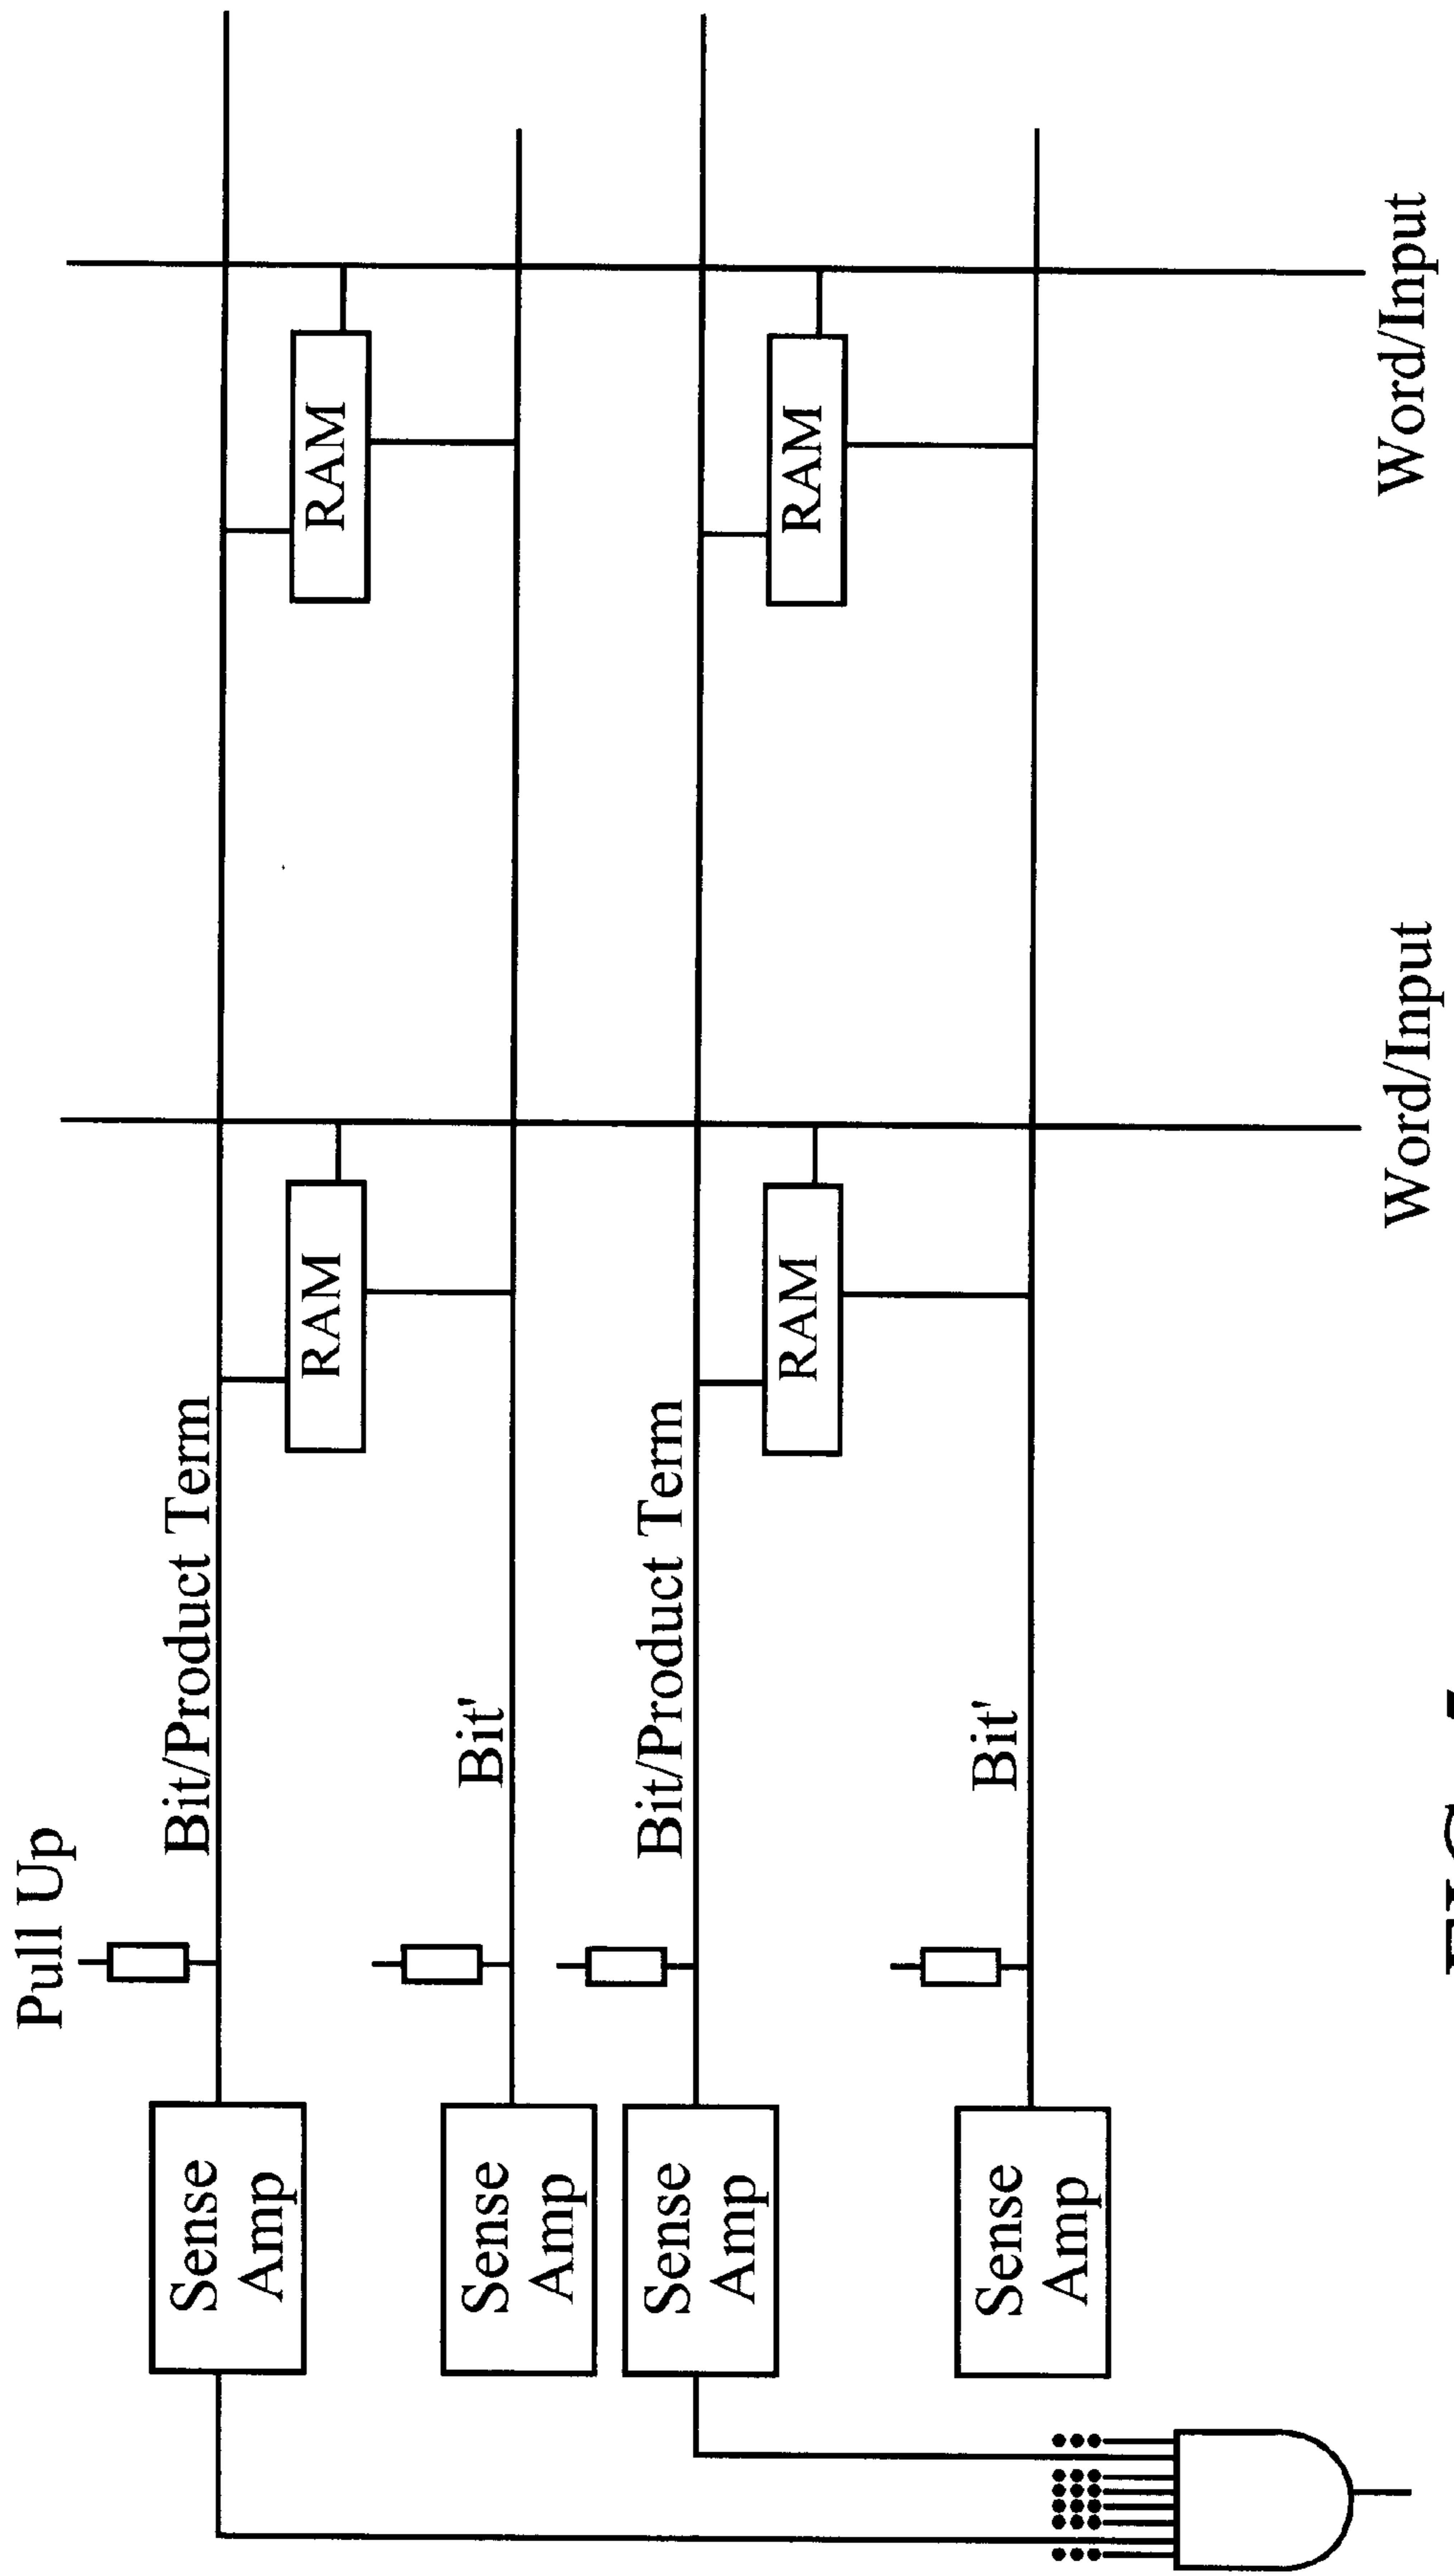 Pull Up
Sense
Amp
Bit/Product Term
RAM
RAM
Sense
Amp
Bit'
Sense
Amp
Bit/Product Term
RAM
RAM
Sense
Amp
Bit'
Word/Input
Word/Input